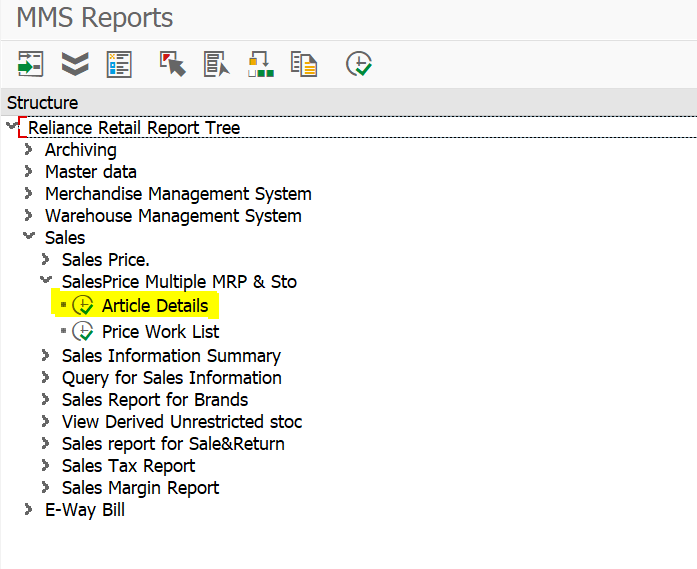 MMS Reports
Structure
Reliance Retail Report Tree
Archiving
Master data
Merchandise Management System
Warehouse Management System
Sales
Sales Price.
SalesPrice Multiple MRP & Sto
Article Details
Price Work List
Sales Information Summary
Query for Sales Information
Sales Report for Brands
View Derived Unrestricted stoc
Sales report for Sale&Return
Sales Tax Report
Sales Margin Report
E-Way Bill